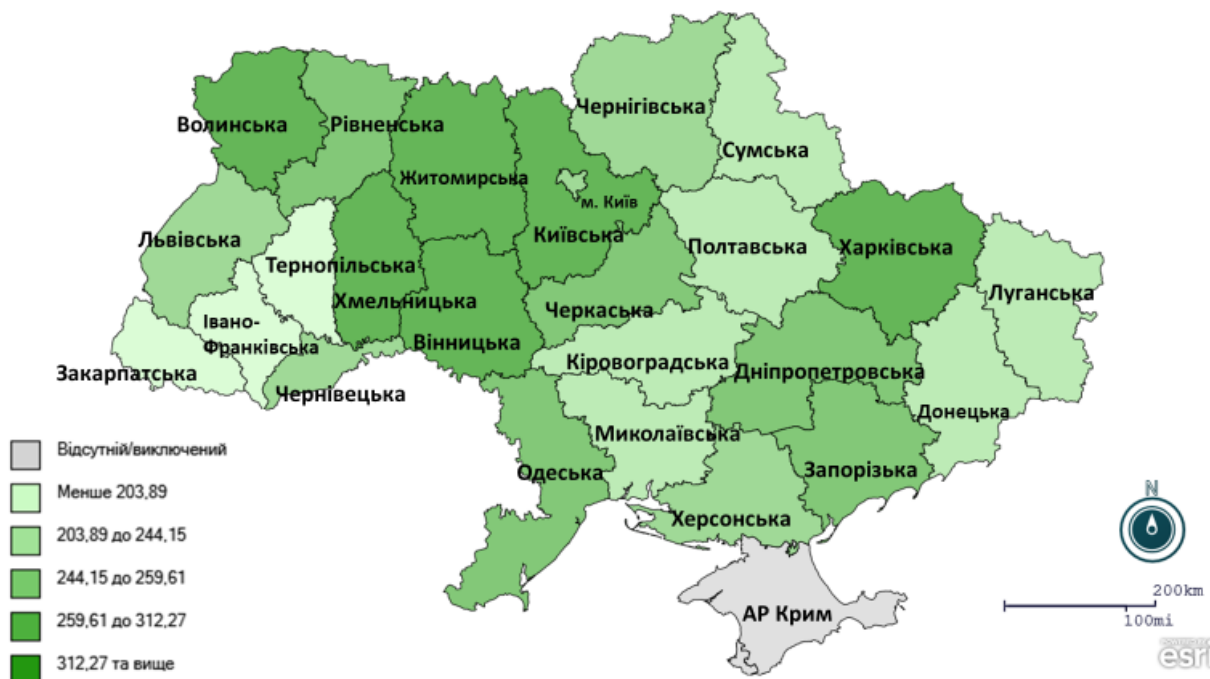 Чернігівська
Волинська
Рівненська
Сумська
Житомирська
м. Київ
Львівська
Київська
Полтавська
Харківська
Тернопільська
Луганська
Хмельницька
Черкаська
Івано-
Франківська
Вінницька
Кіровоградська
Закарпатська
Дніпропетровська
Чернівецька
Донецька
Миколаївська
Одеська
Запорізька
Херсонська
АР Крим
Відсутній/виключений
Менше 203,89
203,89 до 244,15
244,15 до 259,61
259,61 до 312,27
312,27 та вище
N
200km
100mi
esri